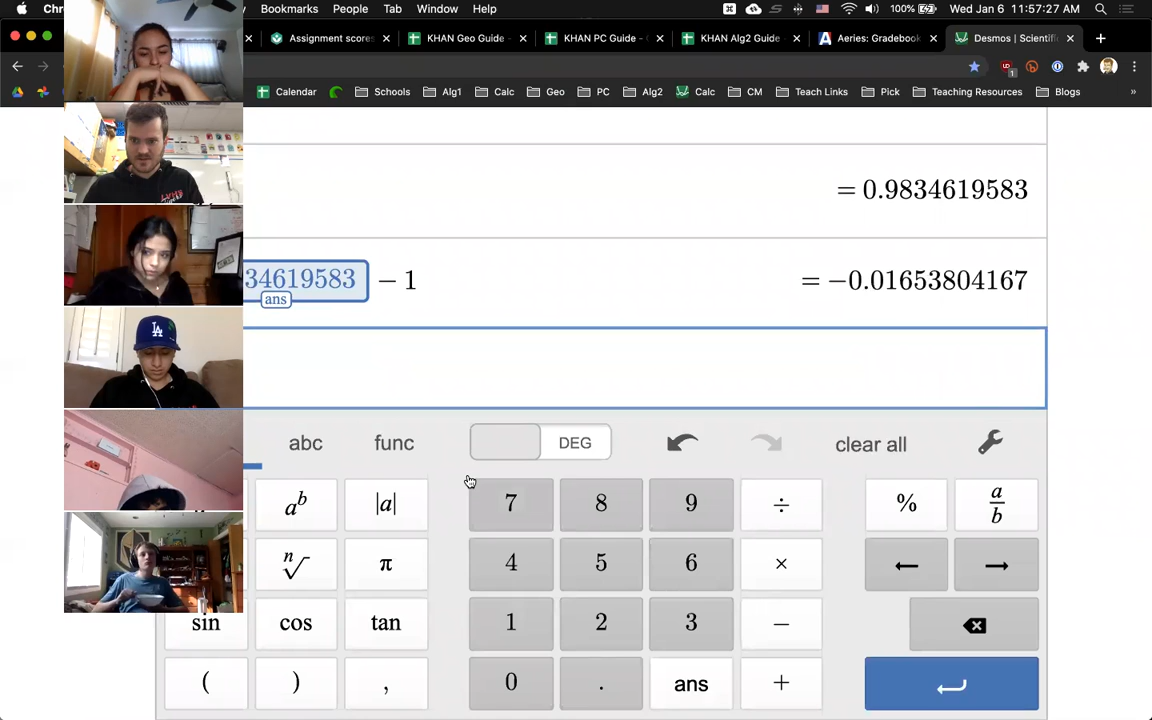 Chr Bookmarks People Tab Window Help 100% Wed Jan 6 11:57:27 AM
Assignment scores KHAN Geo Guide - KHAN PC Guide - KHAN Alg2 Guide Aeries: Gradebook Desmos | Scientifi
Calendar Schools Alg1 Calc Geo PC Alg2 Calc CM Teach Links Pick Teaching Resources Blogs »
= 0.9834619583
34619583 − 1 = −0.01653804167
ans
abc func DEG clear all
a^b |a| 7 8 9 ÷ % a/b
ⁿ√ π 4 5 6 × ← →
sin cos tan 1 2 3 −
( ) , 0 . ans +
LA